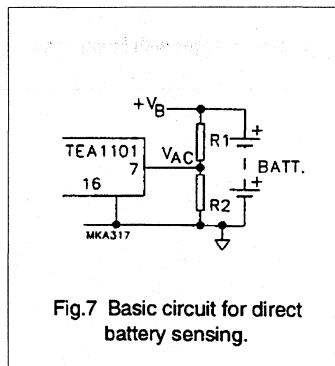 +VB
R1
+
TEA1101
7
VAC
BATT.
16
+
R2
MKA317
Fig.7 Basic circuit for direct
battery sensing.